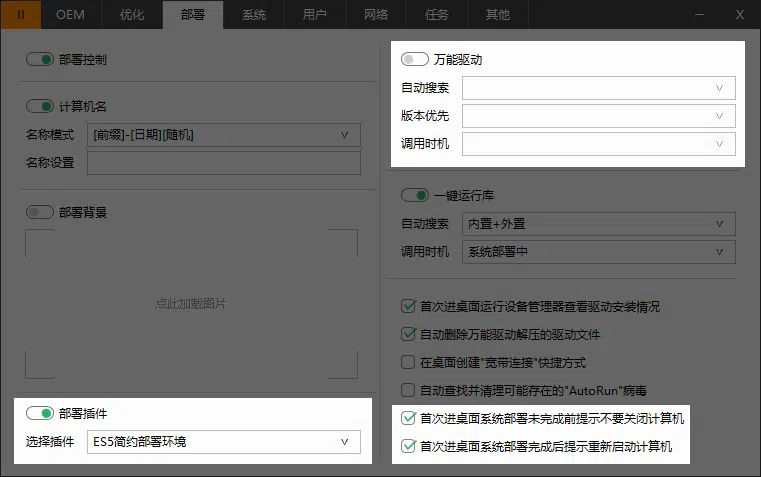 II OEM 优化 部署 系统 用户 网络 任务 其他 X
部署控制
计算机名
名称模式 [前缀]-[日期][随机]
名称设置
部署背景
点此加载图片
部署插件
选择插件 ES5简约部署环境
万能驱动
自动搜索
版本优先
调用时机
一键运行库
自动搜索 内置+外置
调用时机 系统部署中
首次进桌面运行设备管理器查看驱动安装情况
自动删除万能驱动解压的驱动文件
在桌面创建"宽带连接"快捷方式
自动查找并清理可能存在的"AutoRun"病毒
首次进桌面系统部署未完成前提示不要关闭计算机
首次进桌面系统部署完成后提示重新启动计算机